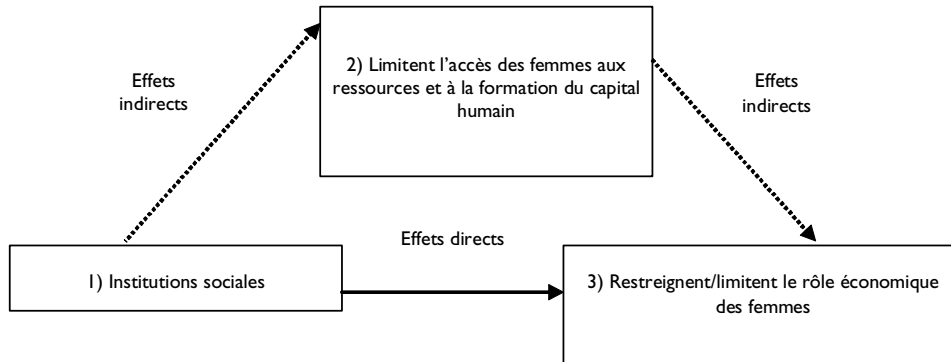 2) Limitent l'accès des femmes aux
ressources et à la formation du capital
humain
Effets
indirects
Effets
indirects
Effets directs
1) Institutions sociales
3) Restreignent/limitent le rôle économique
des femmes